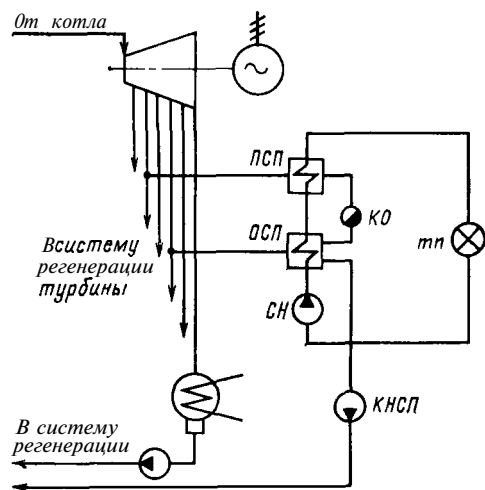 От котла
ПСП
КО
ОСП
тп
Всистему
регенерации
турбины
СН
КНСП
В систему
регенерации